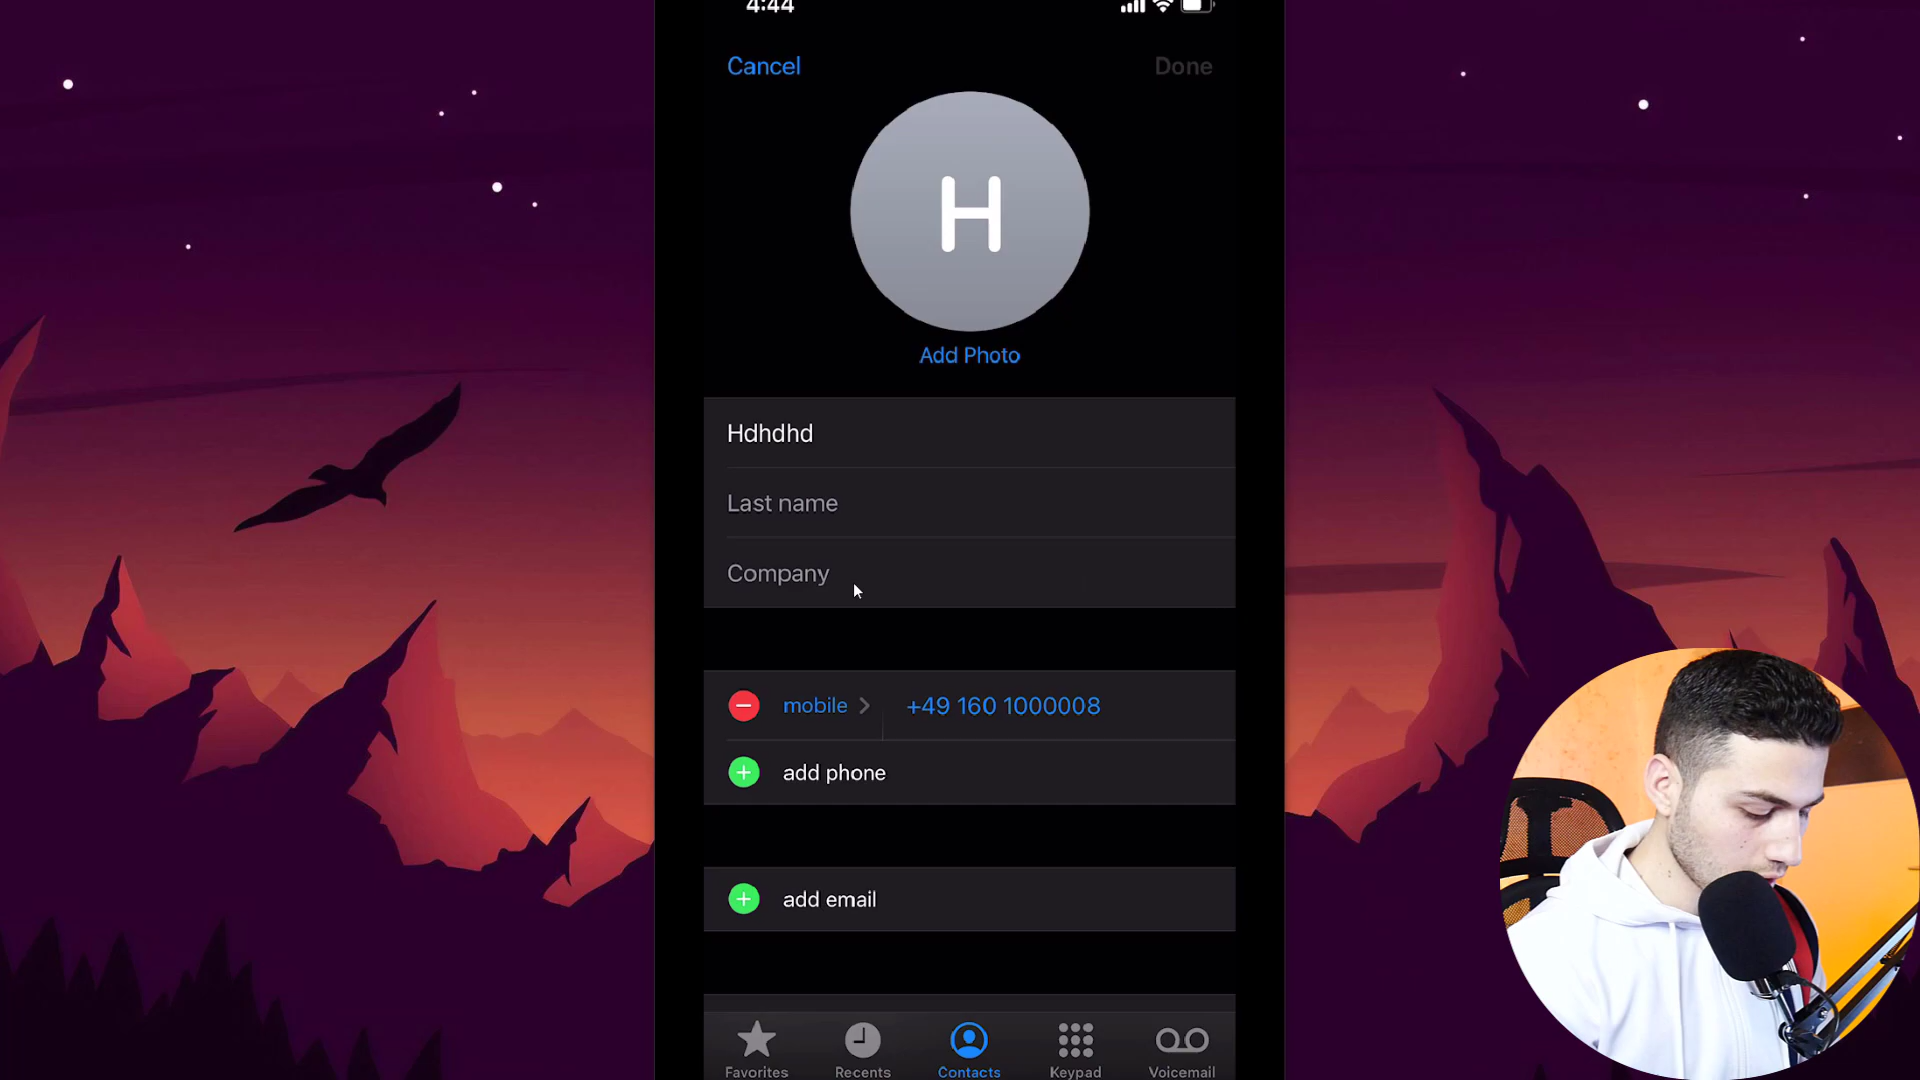 4:44
Cancel
Done
H
Add Photo
Hdhdhd
Last name
Company
mobile
+49 160 1000008
add phone
add email
Favorites
Recents
Contacts
Keypad
Voicemail